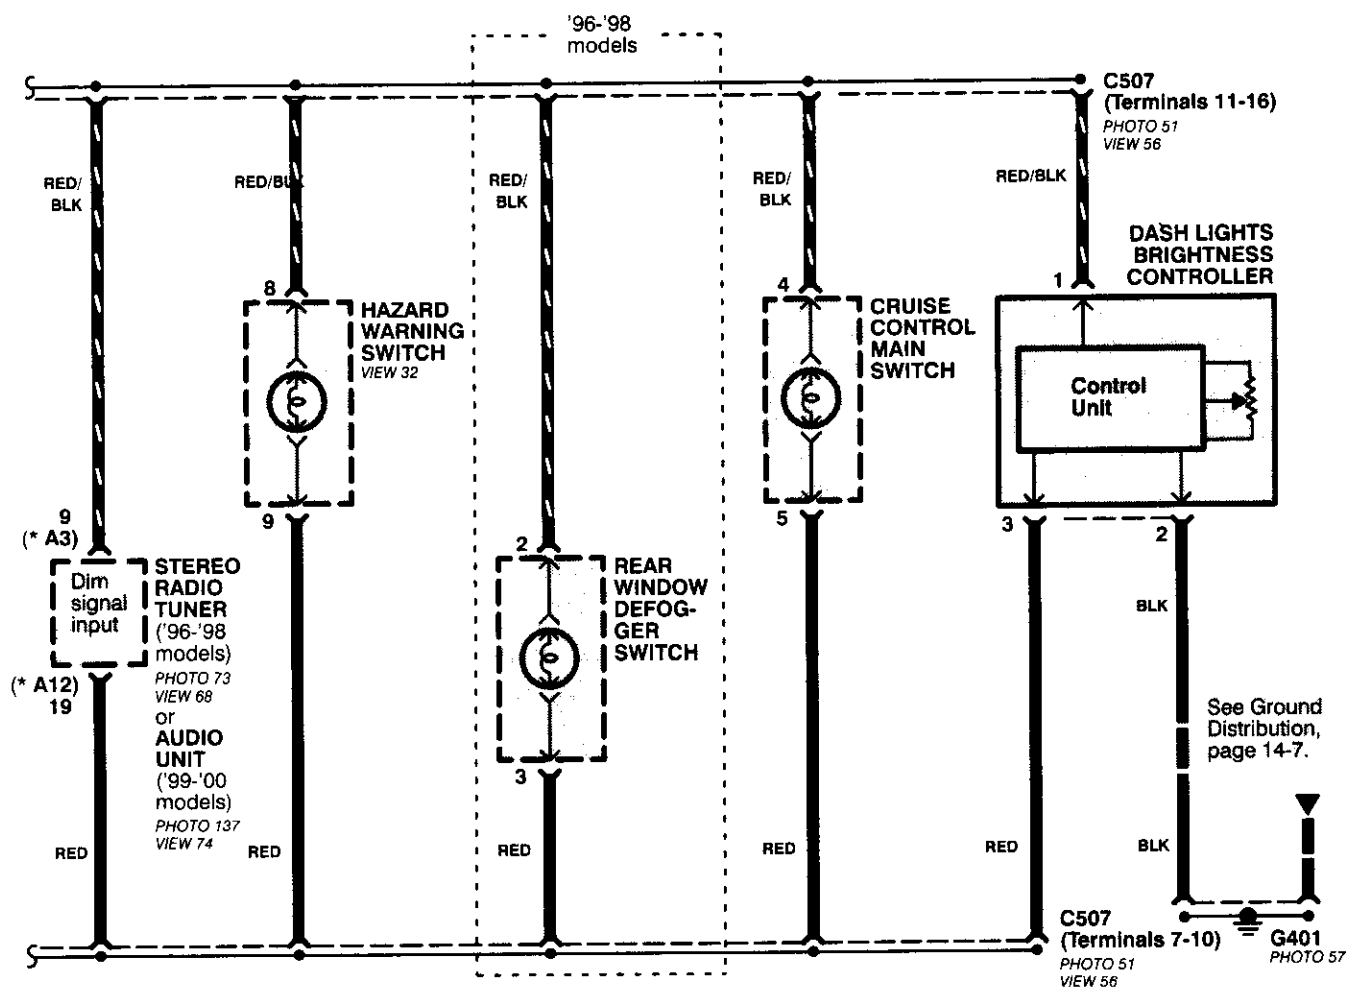 '96-'98
models
C507
(Terminals 11-16)
PHOTO 51
VIEW 56
RED/
BLK
RED/BLK
RED/
BLK
RED/
BLK
RED/BLK
DASH LIGHTS
BRIGHTNESS
CONTROLLER
8
4
1
HAZARD
WARNING
SWITCH
VIEW 32
CRUISE
CONTROL
MAIN
SWITCH
Control
Unit
9
(* A3)
9
2
5
3
2
Dim
signal
input
STEREO
RADIO
TUNER
('96-'98
models)
PHOTO 73
VIEW 68
or
AUDIO
UNIT
('99-'00
models)
PHOTO 137
VIEW 74
(* A12)
19
REAR
WINDOW
DEFOG-
GER
SWITCH
3
BLK
See Ground
Distribution,
page 14-7.
RED
RED
RED
RED
RED
BLK
C507
(Terminals 7-10)
PHOTO 51
VIEW 56
G401
PHOTO 57